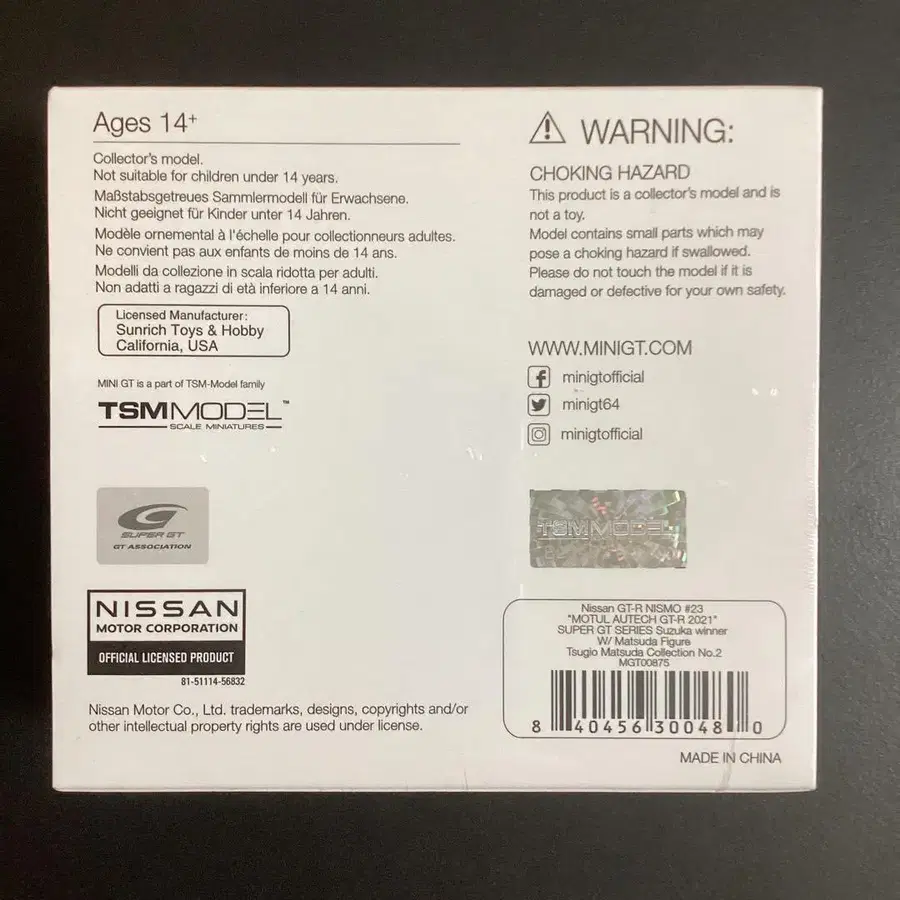 Ages 14+
Collector's model.
Not suitable for children under 14 years.
Maßstabsgetreues Sammlermodell für Erwachsene.
Nicht geeignet für Kinder unter 14 Jahren.
Modèle ornemental à l'échelle pour collectionneurs adultes.
Ne convient pas aux enfants de moins de 14 ans.
Modelli da collezione in scala ridotta per adulti.
Non adatti a ragazzi di età inferiore a 14 anni.
Licensed Manufacturer:
Sunrich Toys & Hobby
California, USA
MINI GT is a part of TSM-Model family
TSMMODEL™
SCALE MINIATURES
SUPER GT
GT ASSOCIATION
NISSAN
MOTOR CORPORATION
OFFICIAL LICENSED PRODUCT
81-51114-56832
Nissan Motor Co., Ltd. trademarks, designs, copyrights and/or
other intellectual property rights are used under license.
WARNING:
CHOKING HAZARD
This product is a collector's model and is
not a toy.
Model contains small parts which may
pose a choking hazard if swallowed.
Please do not touch the model if it is
damaged or defective for your own safety.
WWW.MINIGT.COM
minigtofficial
minigt64
minigtofficial
TSMMODEL
Nissan GT-R NISMO #23
"MOTUL AUTECH GT-R 2021"
SUPER GT SERIES Suzuka winner
W/ Matsuda Figure
Tsugio Matsuda Collection No.2
MGT00875
8 40456 30048 0
MADE IN CHINA